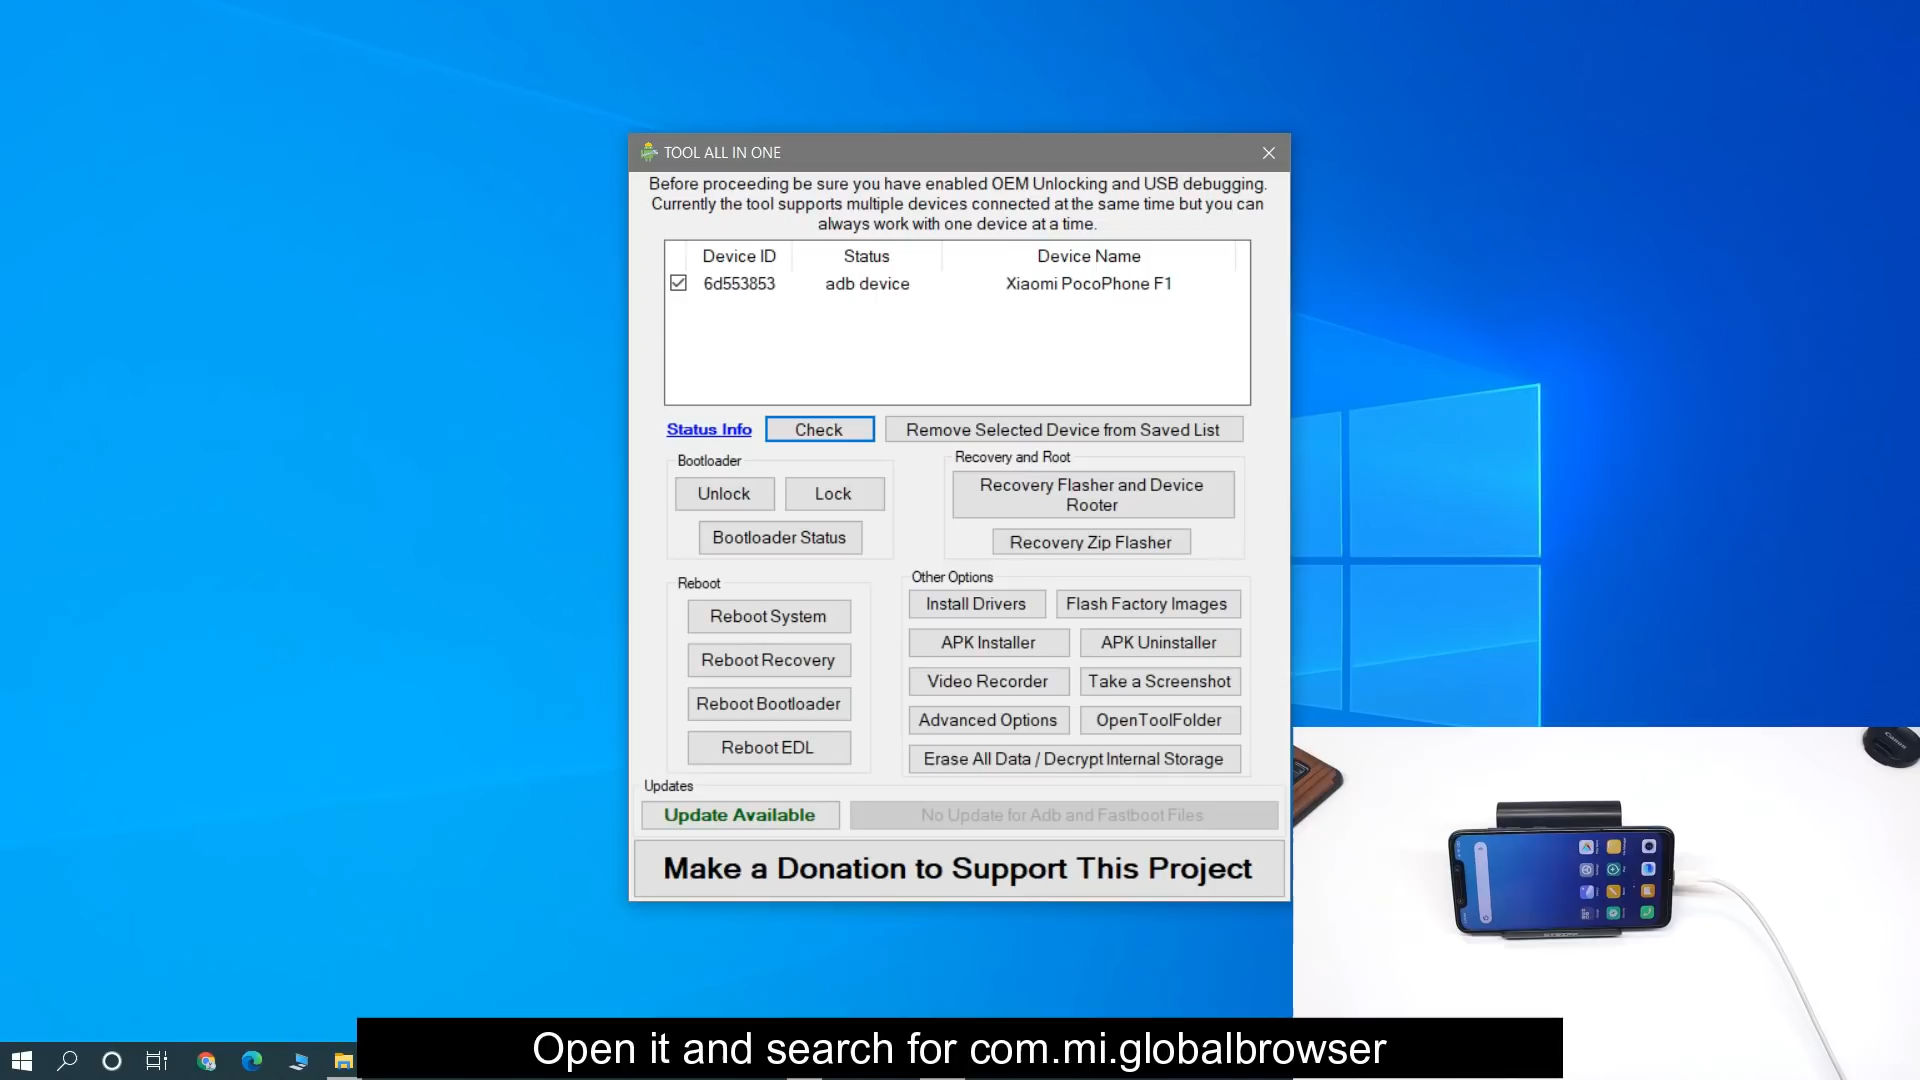 TOOL ALL IN ONE
Before proceeding be sure you have enabled OEM Unlocking and USB debugging.
Currently the tool supports multiple devices connected at the same time but you can
always work with one device at a time.
Device ID Status Device Name
6d553853 adb device Xiaomi PocoPhone F1
Status Info Check Remove Selected Device from Saved List
Bootloader
Unlock Lock
Bootloader Status
Recovery and Root
Recovery Flasher and Device
Rooter
Recovery Zip Flasher
Reboot
Reboot System
Reboot Recovery
Reboot Bootloader
Reboot EDL
Other Options
Install Drivers Flash Factory Images
APK Installer APK Uninstaller
Video Recorder Take a Screenshot
Advanced Options OpenToolFolder
Erase All Data / Decrypt Internal Storage
Updates
Update Available No Update for Adb and Fastboot Files
Make a Donation to Support This Project
Canon
Open it and search for com.mi.globalbrowser